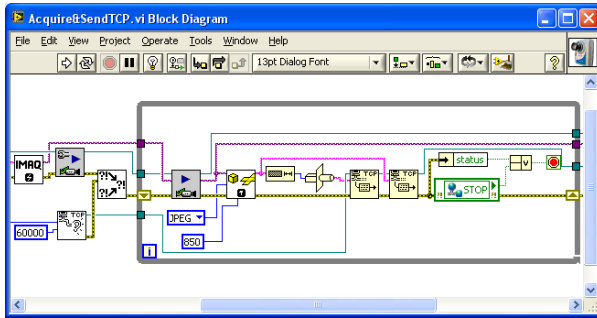 Acquire&SendTCP.vi Block Diagram
File Edit View Project Operate Tools Window Help
13pt Dialog Font
?
IMAQ
?!
?!
?!
TCP
TCP
TCP
status
v
STOP
?!
?!
JPEG
60000
850
i